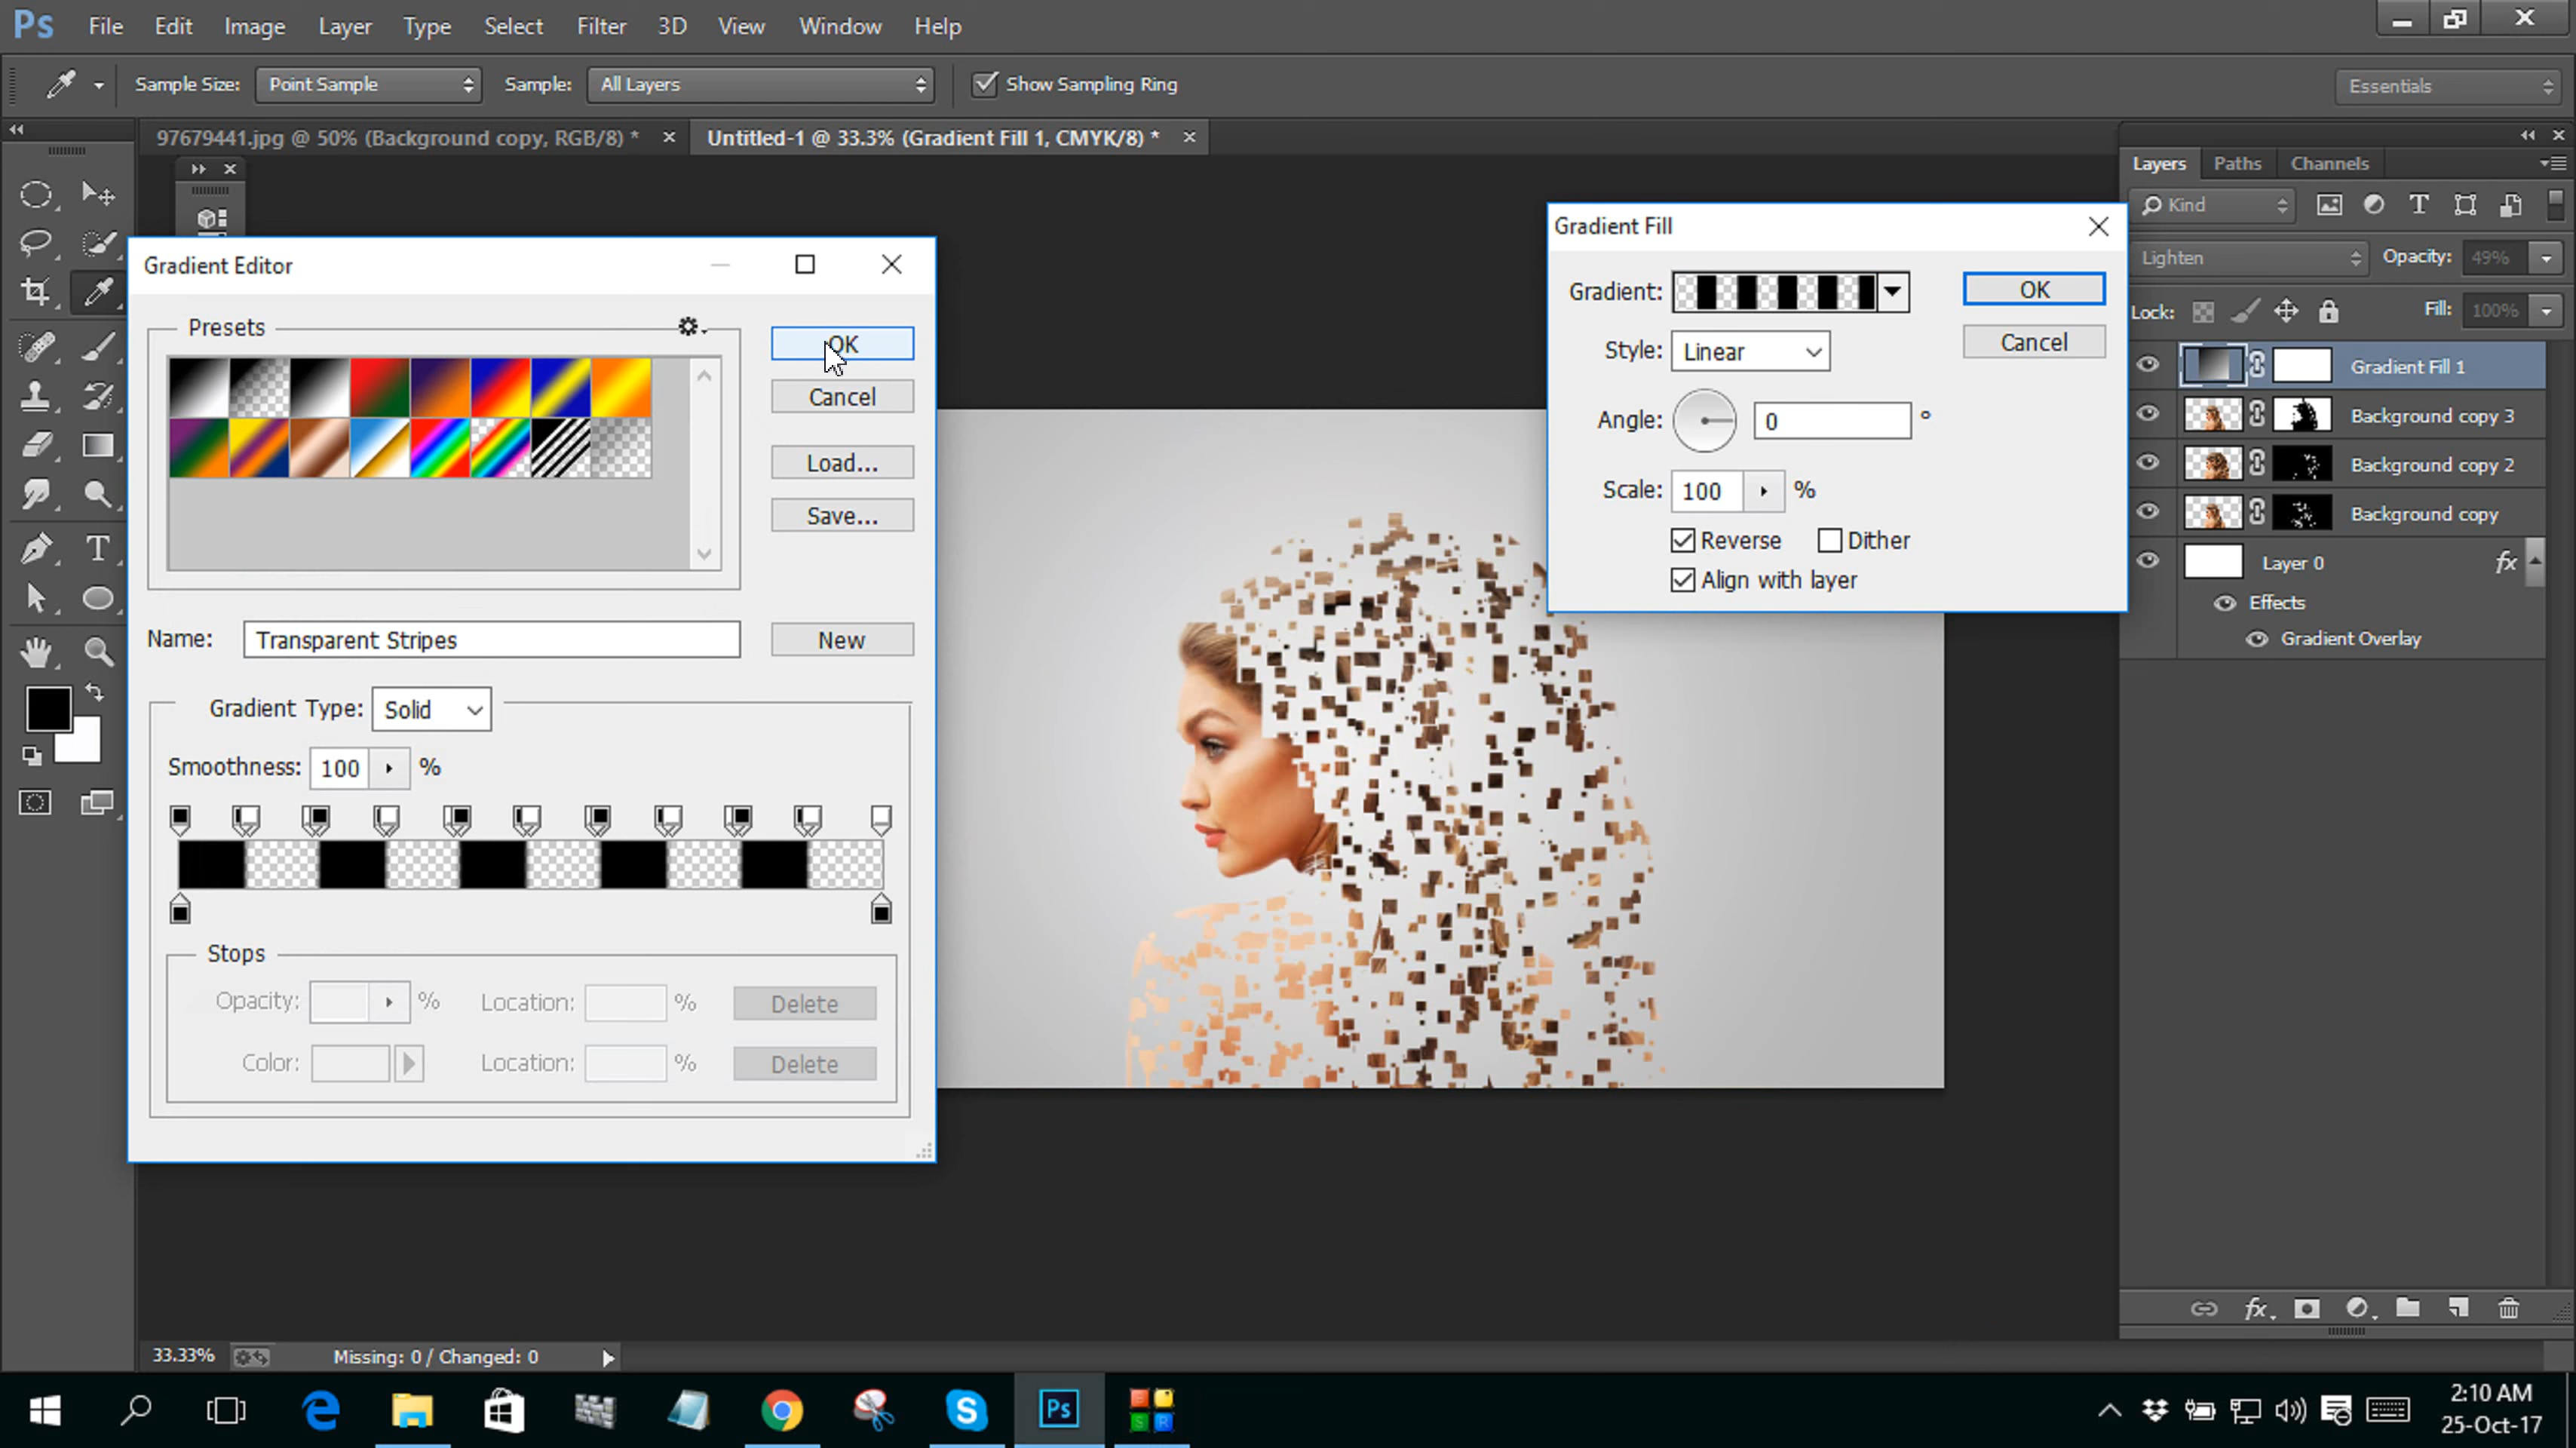 Ps File Edit Image Layer Type Select Filter 3D View Window Help
Sample Size: Point Sample Sample: All Layers Show Sampling Ring Essentials
97679441.jpg @ 50% (Background copy, RGB/8) * Untitled-1 @ 33.3% (Gradient Fill 1, CMYK/8) *
Gradient Editor
Presets
OK
Cancel
Load...
Save...
Name: Transparent Stripes New
Gradient Type: Solid
Smoothness: 100 %
Stops
Opacity: % Location: % Delete
Color: Location: % Delete
Gradient Fill
Gradient: OK
Style: Linear Cancel
Angle: 0 °
Scale: 100 %
Reverse Dither
Align with layer
Layers Paths Channels
Kind
Lighten Opacity: 49%
Lock: Fill: 100%
Gradient Fill 1
Background copy 3
Background copy 2
Background copy
Layer 0 fx
Effects
Gradient Overlay
fx
33.33% Missing: 0 / Changed: 0
Ps
2:10 AM
25-Oct-17